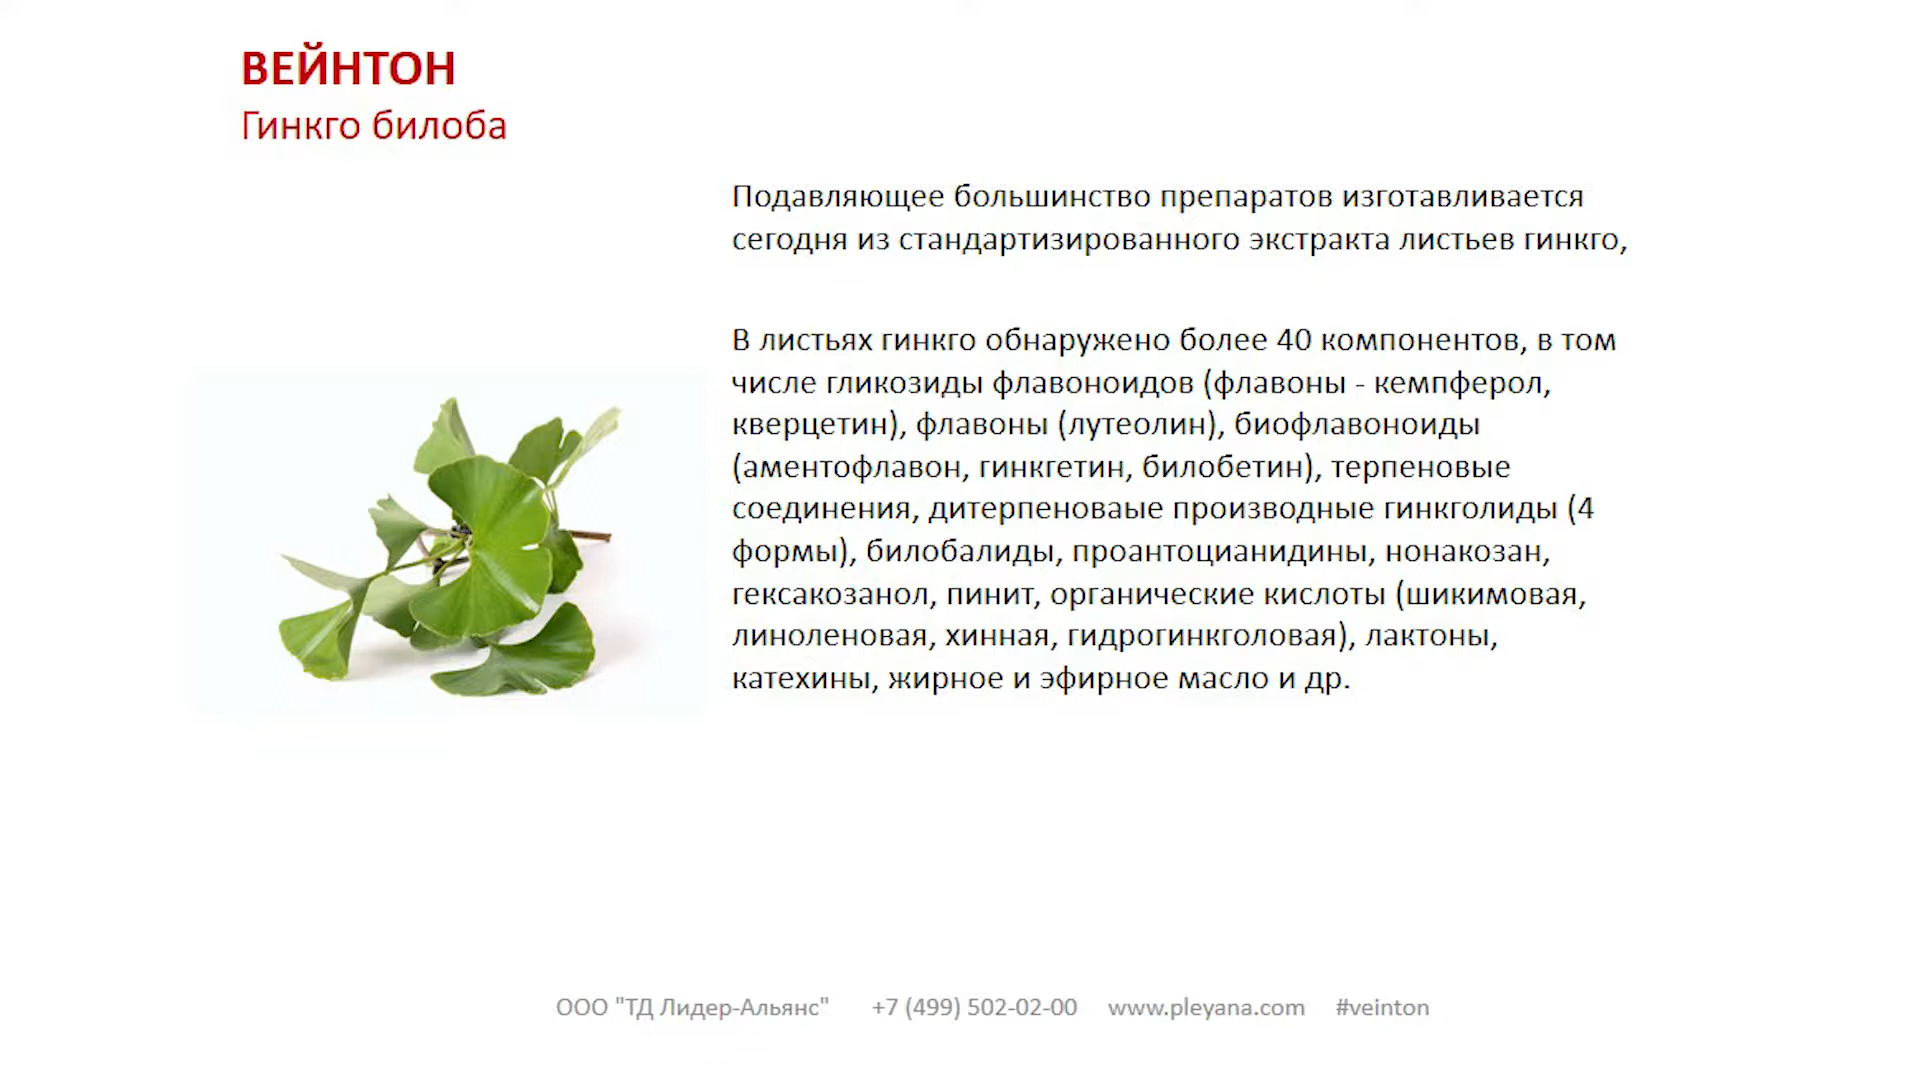 ВЕЙНТОН
Гинкго билоба
Подавляющее большинство препаратов изготавливается
сегодня из стандартизированного экстракта листьев гинкго,
В листьях гинкго обнаружено более 40 компонентов, в том
числе гликозиды флавоноидов (флавоны - кемпферол,
кверцетин), флавоны (лутеолин), биофлавоноиды
(аментофлавон, гинкгетин, билобетин), терпеновые
соединения, дитерпеноваые производные гинкголиды (4
формы), билобалиды, проантоцианидины, нонакозан,
гексакозанол, пинит, органические кислоты (шикимовая,
линоленовая, хинная, гидрогинкголовая), лактоны,
катехины, жирное и эфирное масло и др.
ООО "ТД Лидер-Альянс" +7 (499) 502-02-00 www.pleyana.com #veinton